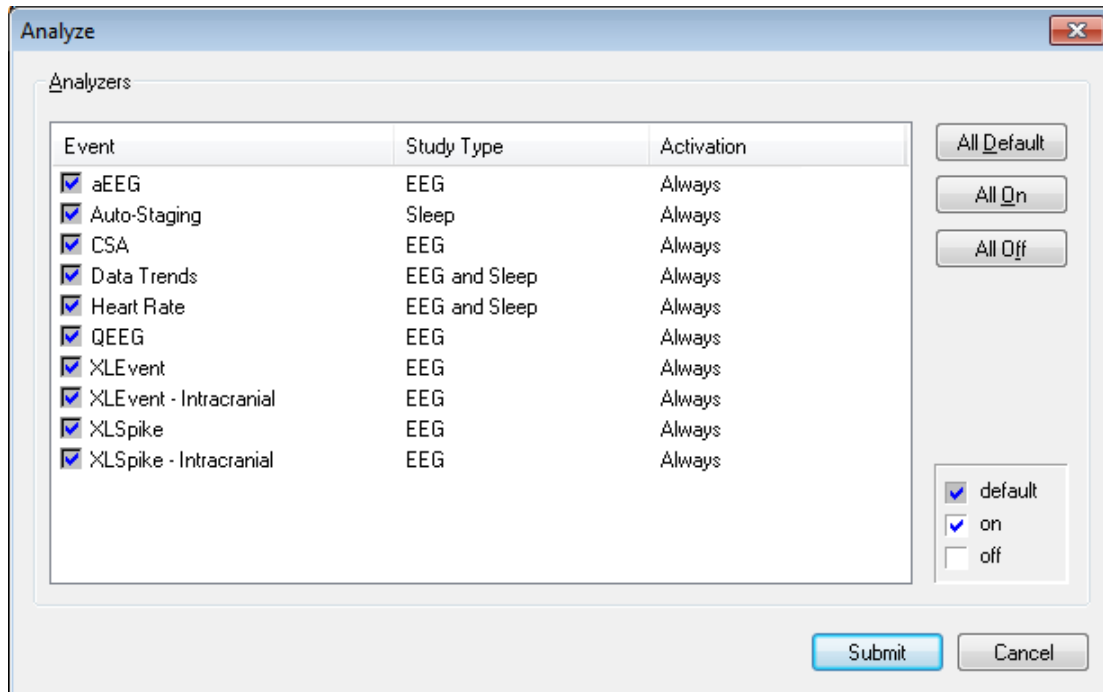 Analyze
Analyzers
Event Study Type Activation
aEEG EEG Always
Auto-Staging Sleep Always
CSA EEG Always
Data Trends EEG and Sleep Always
Heart Rate EEG and Sleep Always
QEEG EEG Always
XLEvent EEG Always
XLEvent - Intracranial EEG Always
XLSpike EEG Always
XLSpike - Intracranial EEG Always
All Default
All On
All Off
default
on
off
Submit Cancel